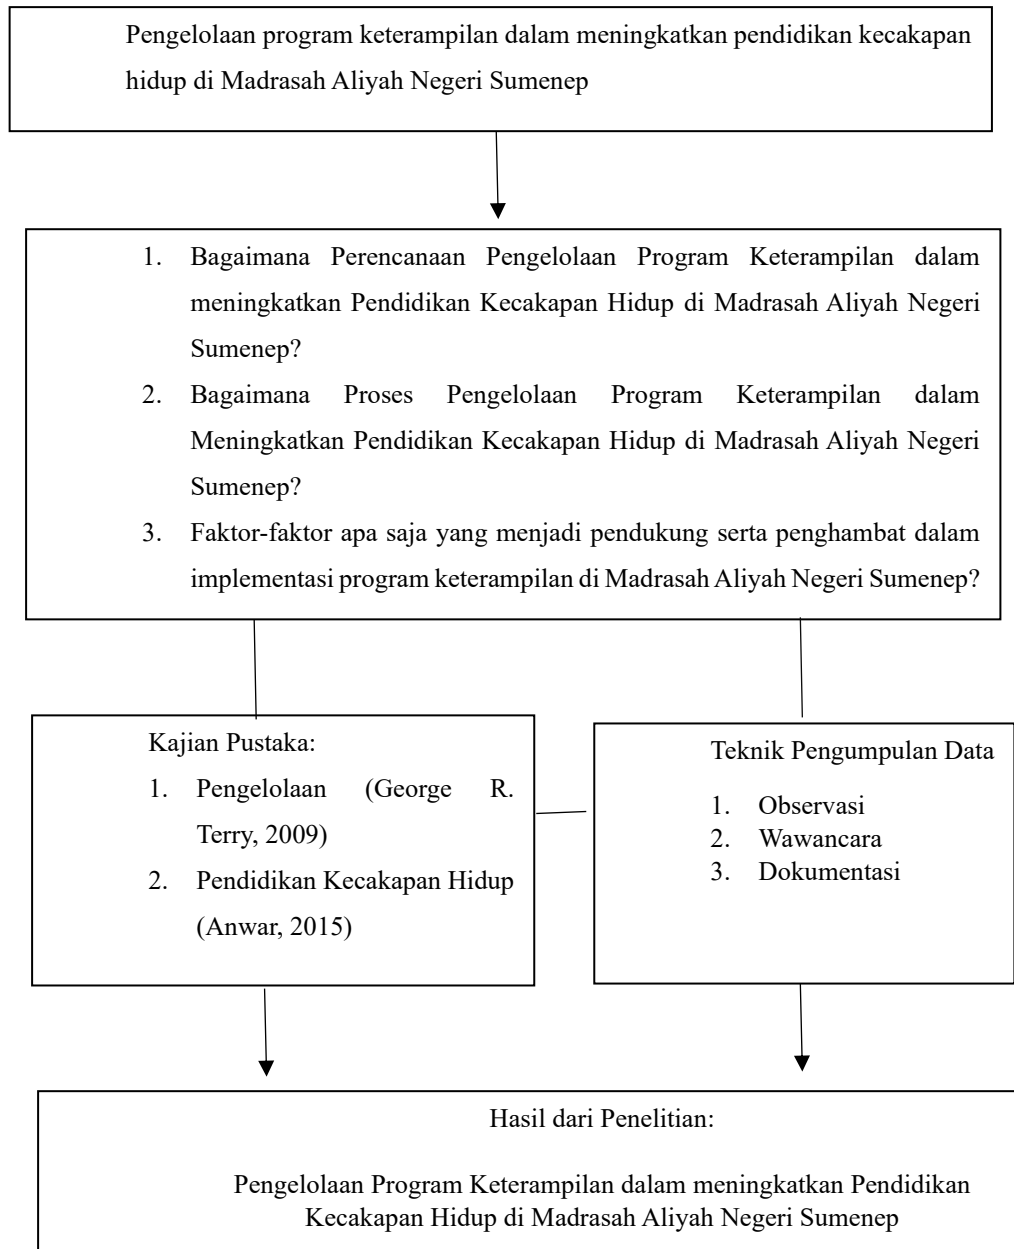 Pengelolaan program keterampilan dalam meningkatkan pendidikan kecakapan
hidup di Madrasah Aliyah Negeri Sumenep
1. Bagaimana Perencanaan Pengelolaan Program Keterampilan dalam
meningkatkan Pendidikan Kecakapan Hidup di Madrasah Aliyah Negeri
Sumenep?
2. Bagaimana Proses Pengelolaan Program Keterampilan dalam
Meningkatkan Pendidikan Kecakapan Hidup di Madrasah Aliyah Negeri
Sumenep?
3. Faktor-faktor apa saja yang menjadi pendukung serta penghambat dalam
implementasi program keterampilan di Madrasah Aliyah Negeri Sumenep?
Kajian Pustaka:
1. Pengelolaan (George R.
Terry, 2009)
2. Pendidikan Kecakapan Hidup
(Anwar, 2015)
Teknik Pengumpulan Data
1. Observasi
2. Wawancara
3. Dokumentasi
Hasil dari Penelitian:
Pengelolaan Program Keterampilan dalam meningkatkan Pendidikan
Kecakapan Hidup di Madrasah Aliyah Negeri Sumenep